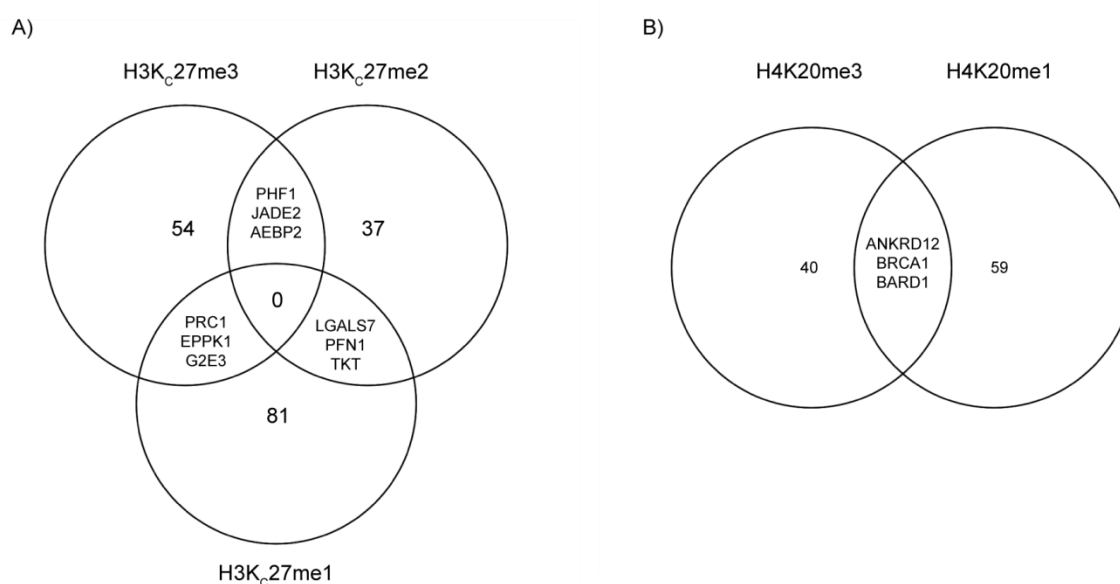 A)
H3Kc27me3
H3Kc27me2
PHF1
JADE2
AEBP2
54
37
0
PRC1
EPPK1
G2E3
LGALS7
PFN1
TKT
81
H3Kc27me1
B)
H4K20me3
H4K20me1
ANKRD12
BRCA1
BARD1
40
59